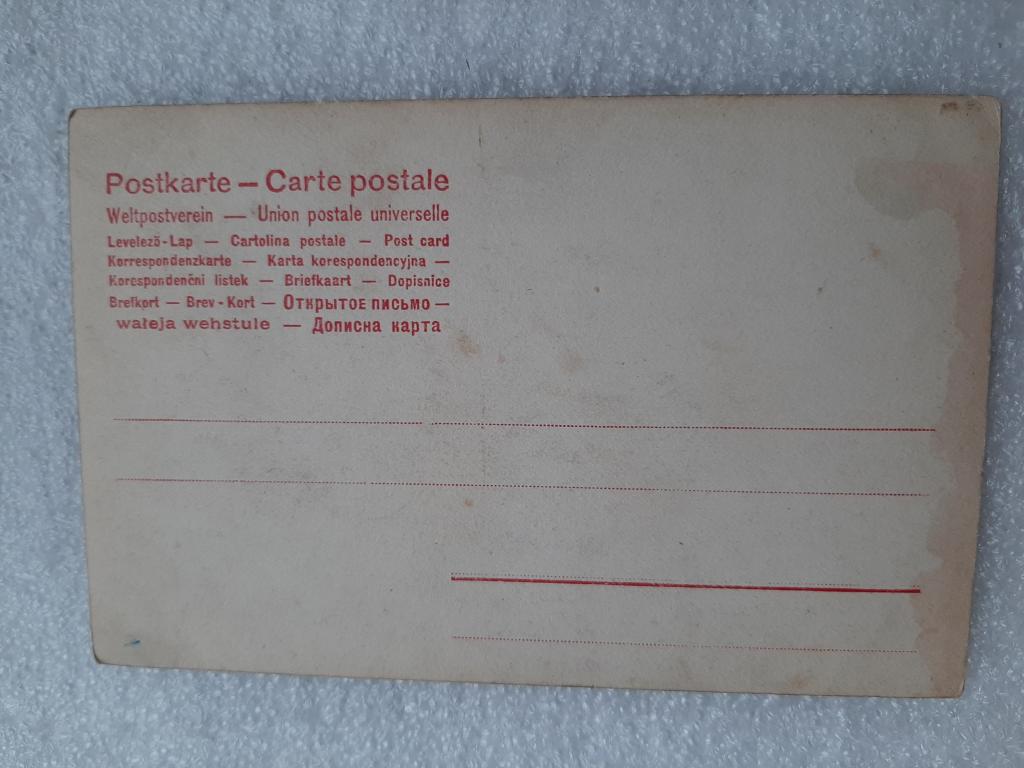 Postkarte — Carte postale
Weltpostverein — Union postale universelle
Levelező-Lap — Cartolina postale — Post card
Korrespondenzkarte — Karta korespondencyjna —
Korespondenční listek — Briefkaart — Dopisnice
Brefkort — Brev-Kort — Открытое письмо —
wałeja wehstule — Дописна карта